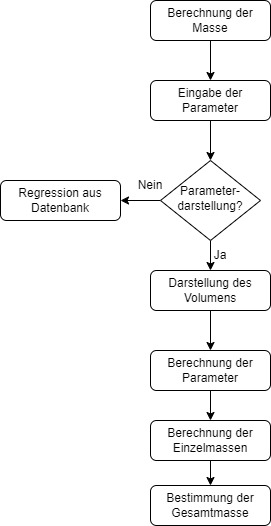 Berechnung der
Masse
Eingabe der
Parameter
Parameter-
darstellung?
Nein
Regression aus
Datenbank
Ja
Darstellung des
Volumens
Berechnung der
Parameter
Berechnung der
Einzelmassen
Bestimmung der
Gesamtmasse